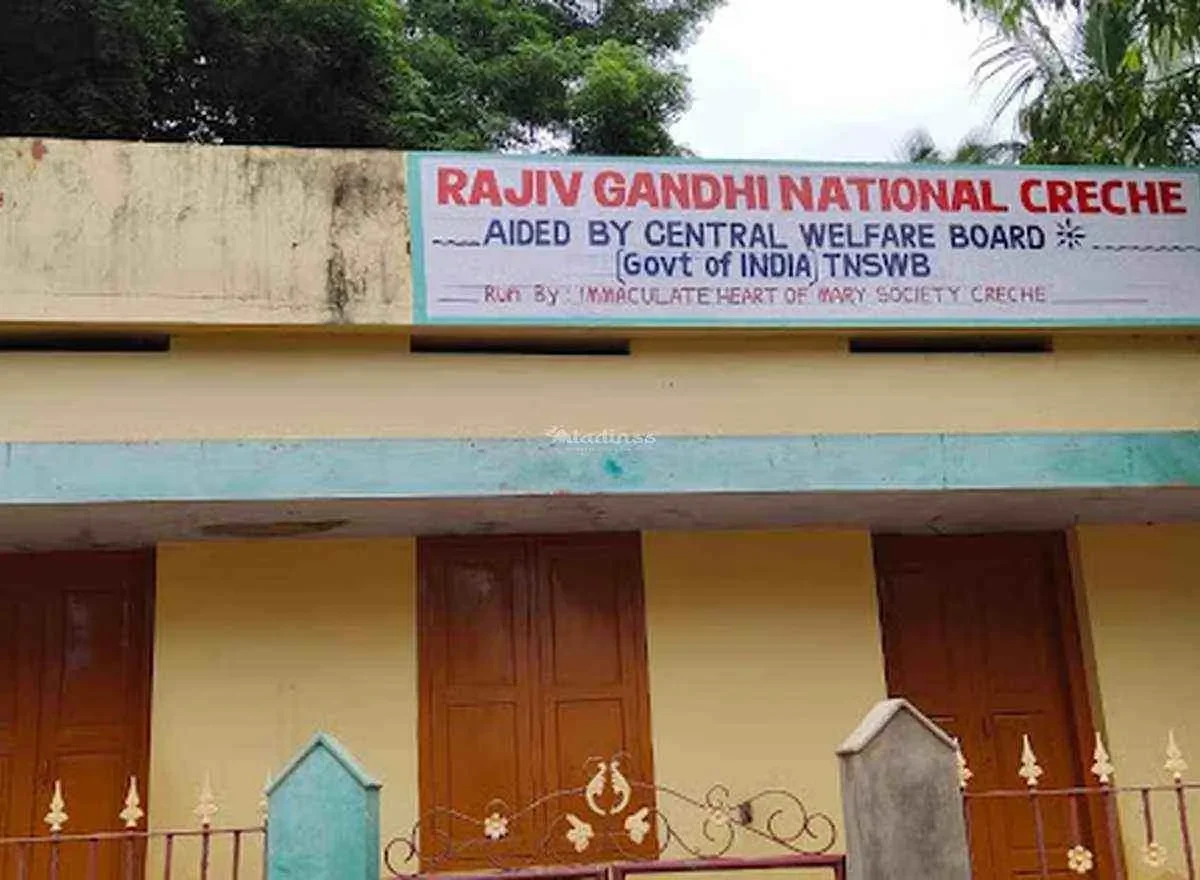 RAJIV GANDHI NATIONAL CRECHE
AIDED BY CENTRAL WELFARE BOARD
(Govt of INDIA) TNSWB
Run By : IMMACULATE HEART OF MARY SOCIETY CRECHE